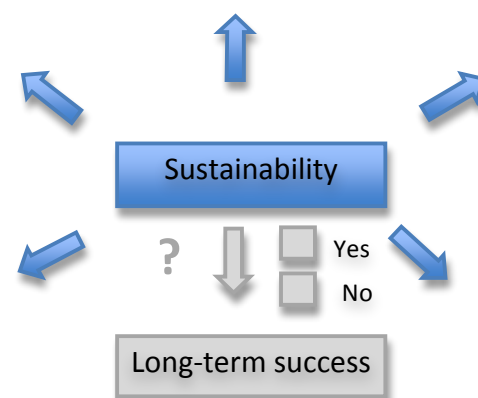 Sustainability
?
Yes
No
Long-term success